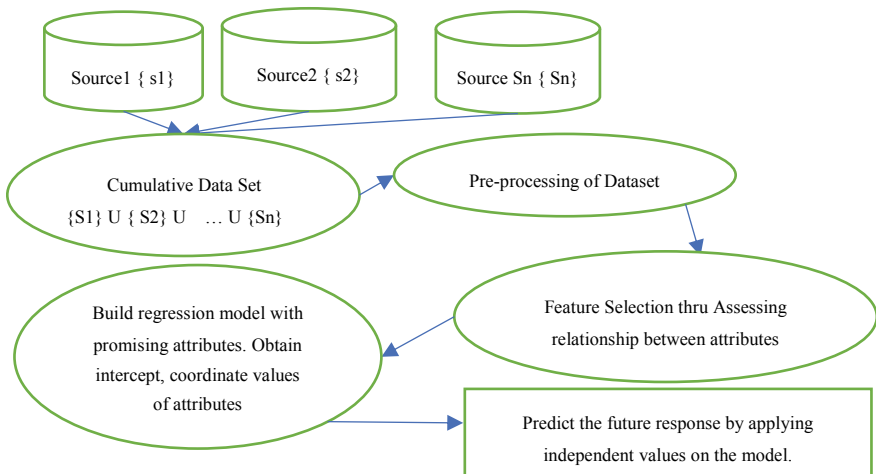 Source1 { s1}
Source2 { s2}
Source Sn { Sn}
Cumulative Data Set
{S1} U { S2} U … U {Sn}
Pre-processing of Dataset
Feature Selection thru Assessing
relationship between attributes
Build regression model with
promising attributes. Obtain
intercept, coordinate values
of attributes
Predict the future response by applying
independent values on the model.